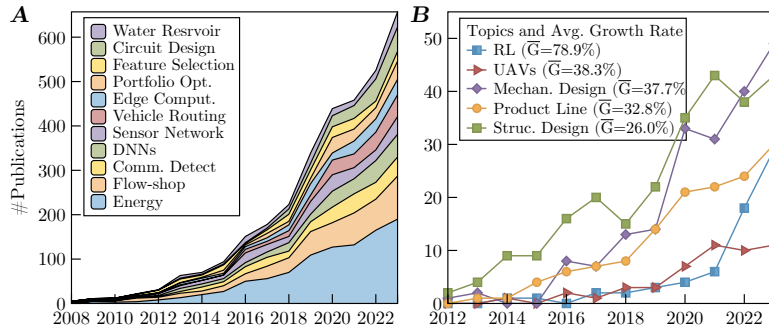 A
#Publications
600
500
400
300
200
100
0
Water Resrvoir
Circuit Design
Feature Selection
Portfolio Opt.
Edge Comput.
Vehicle Routing
Sensor Network
DNNs
Comm. Detect
Flow-shop
Energy
2008 2010 2012 2014 2016 2018 2020 2022
B
50
40
30
20
10
0
Topics and Avg. Growth Rate
RL (G̅=78.9%)
UAVs (G̅=38.3%)
Mechan. Design (G̅=37.7%
Product Line (G̅=32.8%)
Struc. Design (G̅=26.0%)
2012 2014 2016 2018 2020 2022